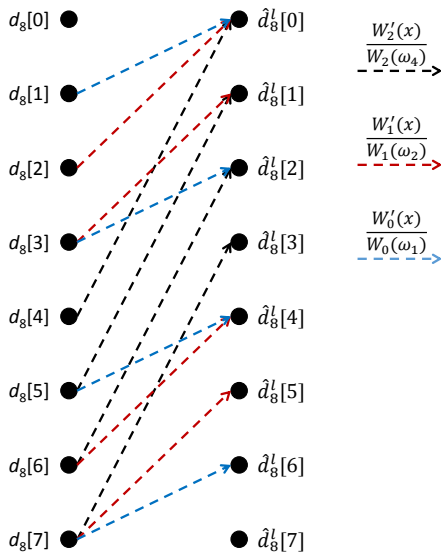 d₈[0] d̂₈ˡ[0]
d₈[1] d̂₈ˡ[1]
d₈[2] d̂₈ˡ[2]
d₈[3] d̂₈ˡ[3]
d₈[4] d̂₈ˡ[4]
d₈[5] d̂₈ˡ[5]
d₈[6] d̂₈ˡ[6]
d₈[7] d̂₈ˡ[7]
W₂′(x)
W₂(ω₄)
W₁′(x)
W₁(ω₂)
W₀′(x)
W₀(ω₁)